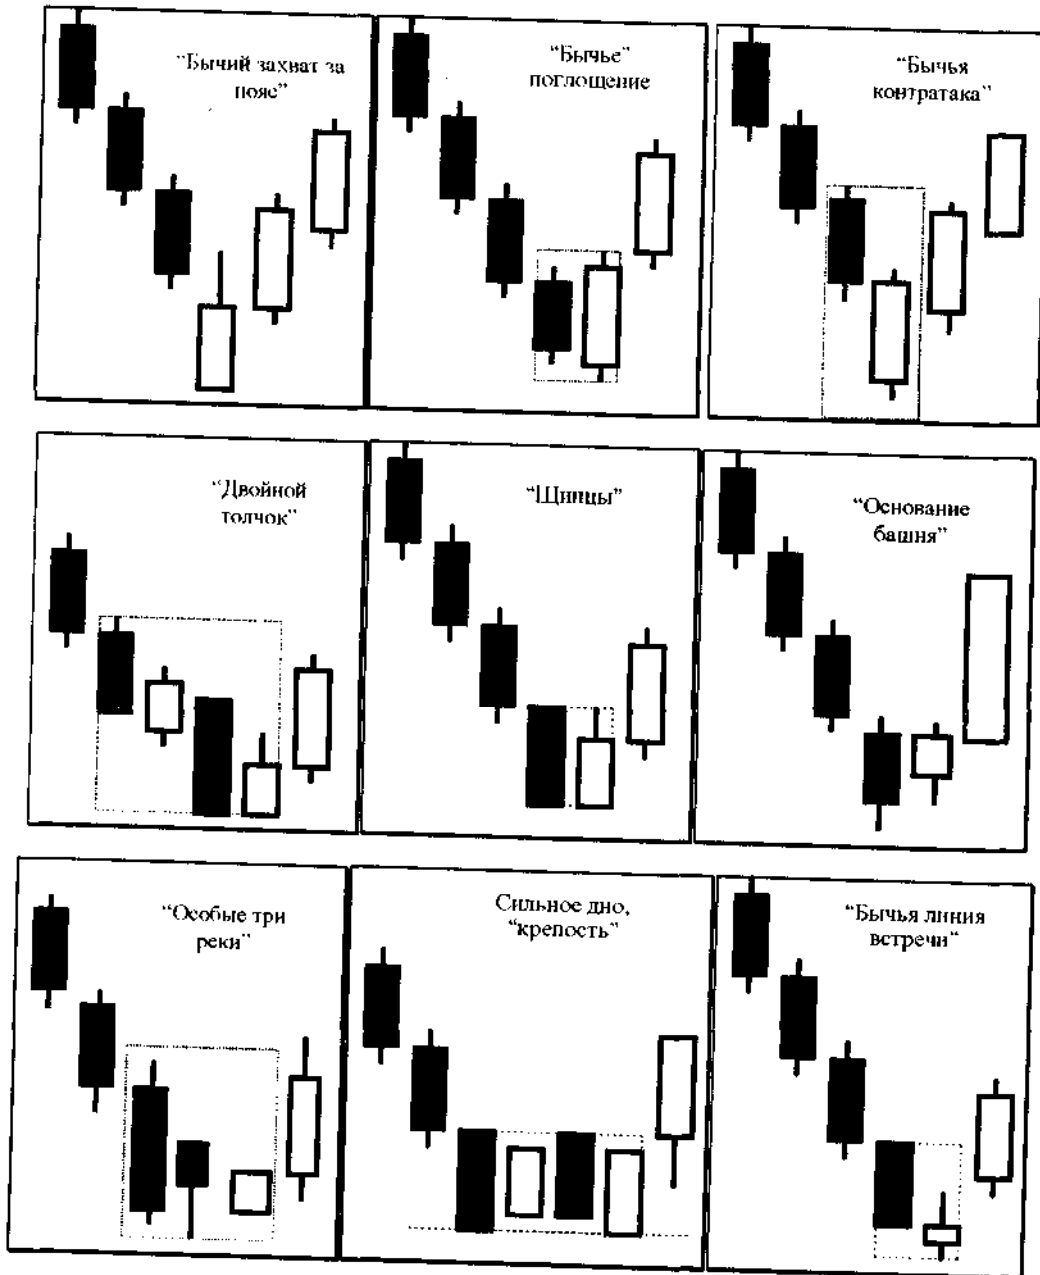 “Бычий захват за
пояс”
“Бычье”
поглощение
“Бычья
контратака”
“Двойной
толчок”
“Щипцы”
“Основание
башня”
“Особые три
реки”
Сильное дно,
“крепость”
“Бычья линия
встречи”